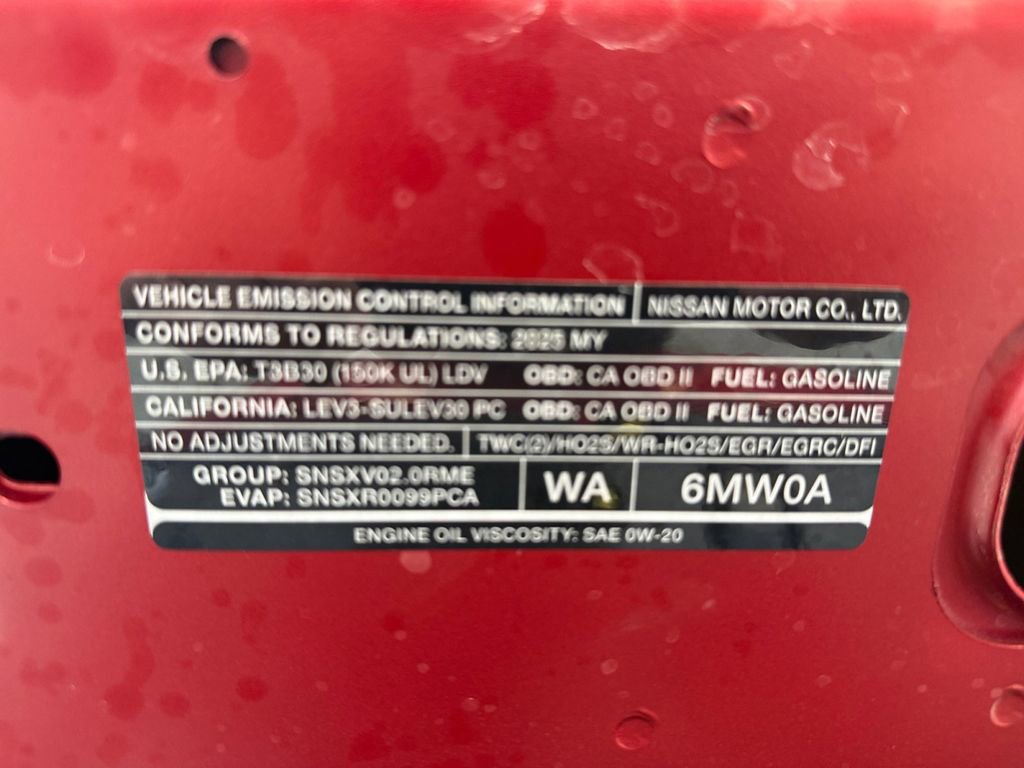 VEHICLE EMISSION CONTROL INFORMATION NISSAN MOTOR CO., LTD.
CONFORMS TO REGULATIONS: 2025 MY
U.S. EPA: T3B30 (150K UL) LDV OBD: CA OBD II FUEL: GASOLINE
CALIFORNIA: LEV3-SULEV30 PC OBD: CA OBD II FUEL: GASOLINE
NO ADJUSTMENTS NEEDED. TWC(2)/HO2S/WR-HO2S/EGR/EGRC/DFI
GROUP: SNSXV02.0RME
EVAP: SNSXR0099PCA
WA
6MW0A
ENGINE OIL VISCOSITY: SAE 0W-20